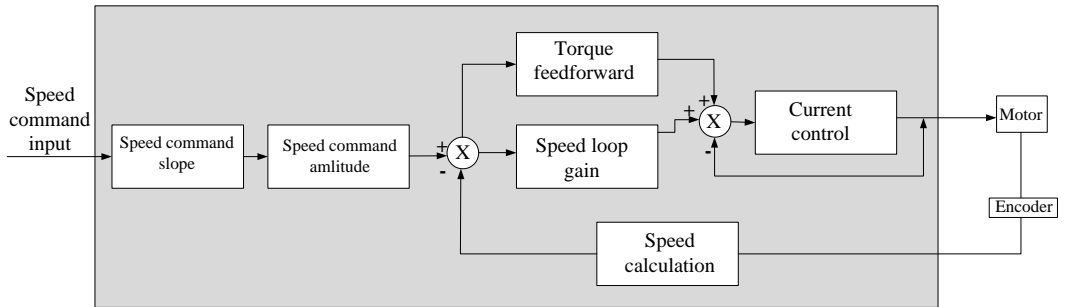 Speed
command
input
Speed command
slope
Speed command
amlitude
+
-
X
Torque
feedforward
Speed loop
gain
+
+
-
X
Current
control
Motor
Encoder
Speed
calculation